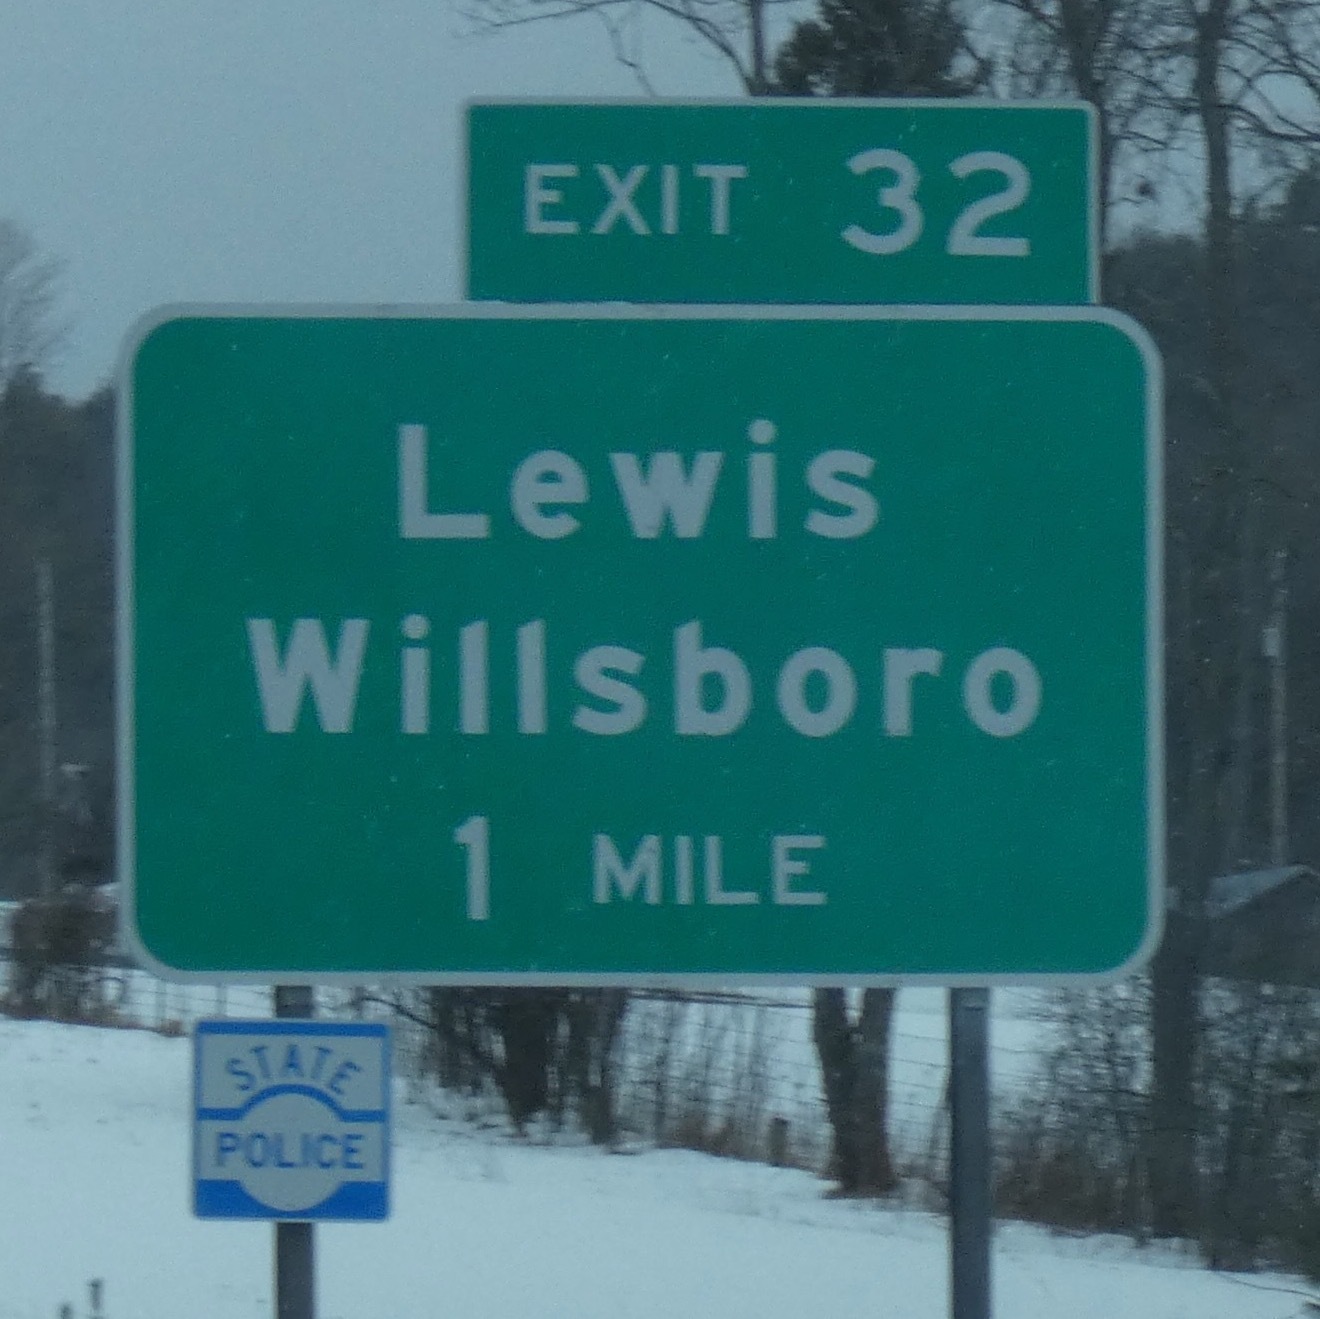 EXIT 32
Lewis
Willsboro
1 MILE
STATE
POLICE